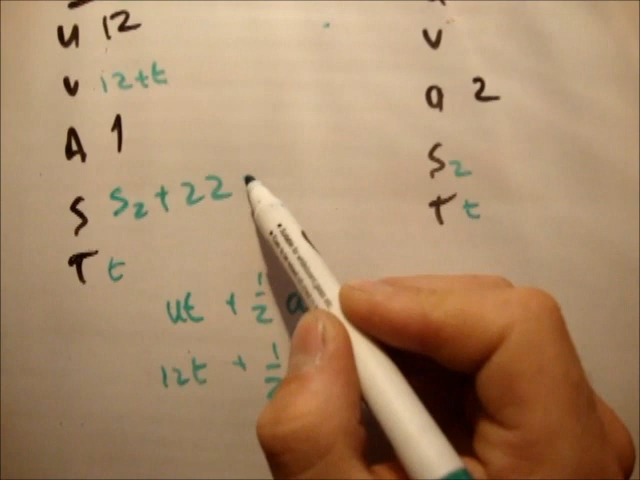 u 12
v 12+t
A 1
S S₂ + 22
T t
v
a 2
S₂
T t
ut + ½ a
12t + ½